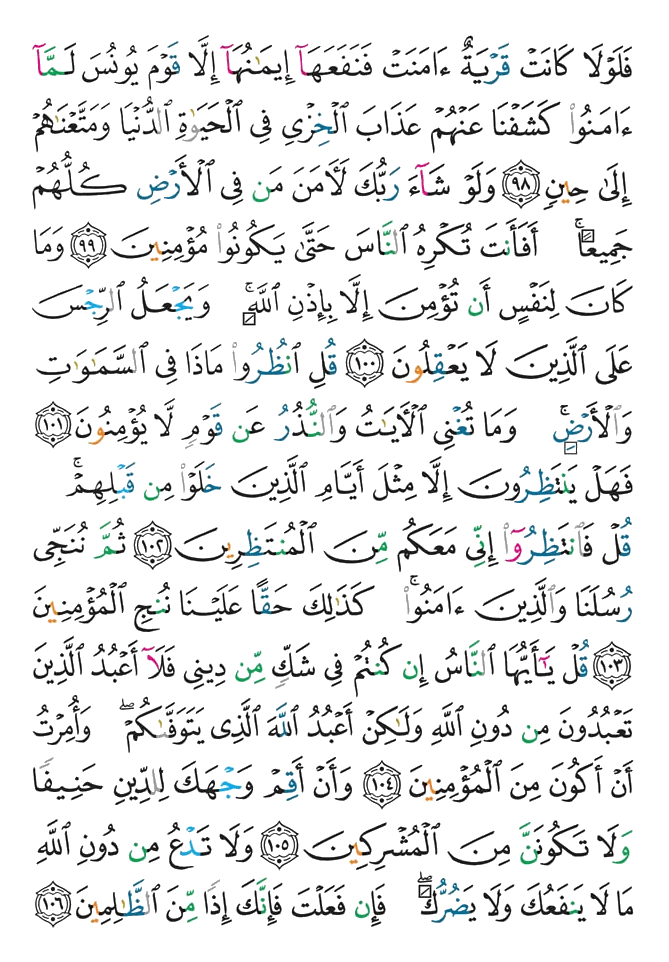 فَلَوْلَا كَانَتْ قَرْيَةٌ ءَامَنَتْ فَنَفَعَهَآ إِيمَـٰنُهَآ إِلَّا قَوْمَ يُونُسَ لَمَّآ
ءَامَنُوا۟ كَشَفْنَا عَنْهُمْ عَذَابَ ٱلْخِزْىِ فِى ٱلْحَيَوٰةِ ٱلدُّنْيَا وَمَتَّعْنَـٰهُمْ
إِلَىٰ حِينٍ ٩٨ وَلَوْ شَآءَ رَبُّكَ لَـَٔامَنَ مَن فِى ٱلْأَرْضِ كُلُّهُمْ
جَمِيعًا ۚ أَفَأَنتَ تُكْرِهُ ٱلنَّاسَ حَتَّىٰ يَكُونُوا۟ مُؤْمِنِينَ ٩٩ وَمَا
كَانَ لِنَفْسٍ أَن تُؤْمِنَ إِلَّا بِإِذْنِ ٱللَّهِ ۚ وَيَجْعَلُ ٱلرِّجْسَ
عَلَى ٱلَّذِينَ لَا يَعْقِلُونَ ١٠٠ قُلِ ٱنظُرُوا۟ مَاذَا فِى ٱلسَّمَـٰوَٰتِ
وَٱلْأَرْضِ ۚ وَمَا تُغْنِى ٱلْـَٔايَـٰتُ وَٱلنُّذُرُ عَن قَوْمٍ لَّا يُؤْمِنُونَ ١٠١
فَهَلْ يَنتَظِرُونَ إِلَّا مِثْلَ أَيَّامِ ٱلَّذِينَ خَلَوْا۟ مِن قَبْلِهِمْ ۚ
قُلْ فَٱنتَظِرُوٓا۟ إِنِّى مَعَكُم مِّنَ ٱلْمُنتَظِرِينَ ١٠٢ ثُمَّ نُنَجِّى
رُسُلَنَا وَٱلَّذِينَ ءَامَنُوا۟ ۚ كَذَٰلِكَ حَقًّا عَلَيْنَا نُنجِ ٱلْمُؤْمِنِينَ
١٠٣ قُلْ يَـٰٓأَيُّهَا ٱلنَّاسُ إِن كُنتُمْ فِى شَكٍّ مِّن دِينِى فَلَآ أَعْبُدُ ٱلَّذِينَ
تَعْبُدُونَ مِن دُونِ ٱللَّهِ وَلَـٰكِنْ أَعْبُدُ ٱللَّهَ ٱلَّذِى يَتَوَفَّىٰكُمْ ۖ وَأُمِرْتُ
أَنْ أَكُونَ مِنَ ٱلْمُؤْمِنِينَ ١٠٤ وَأَنْ أَقِمْ وَجْهَكَ لِلدِّينِ حَنِيفًا
وَلَا تَكُونَنَّ مِنَ ٱلْمُشْرِكِينَ ١٠٥ وَلَا تَدْعُ مِن دُونِ ٱللَّهِ
مَا لَا يَنفَعُكَ وَلَا يَضُرُّكَ ۖ فَإِن فَعَلْتَ فَإِنَّكَ إِذًا مِّنَ ٱلظَّـٰلِمِينَ ١٠٦